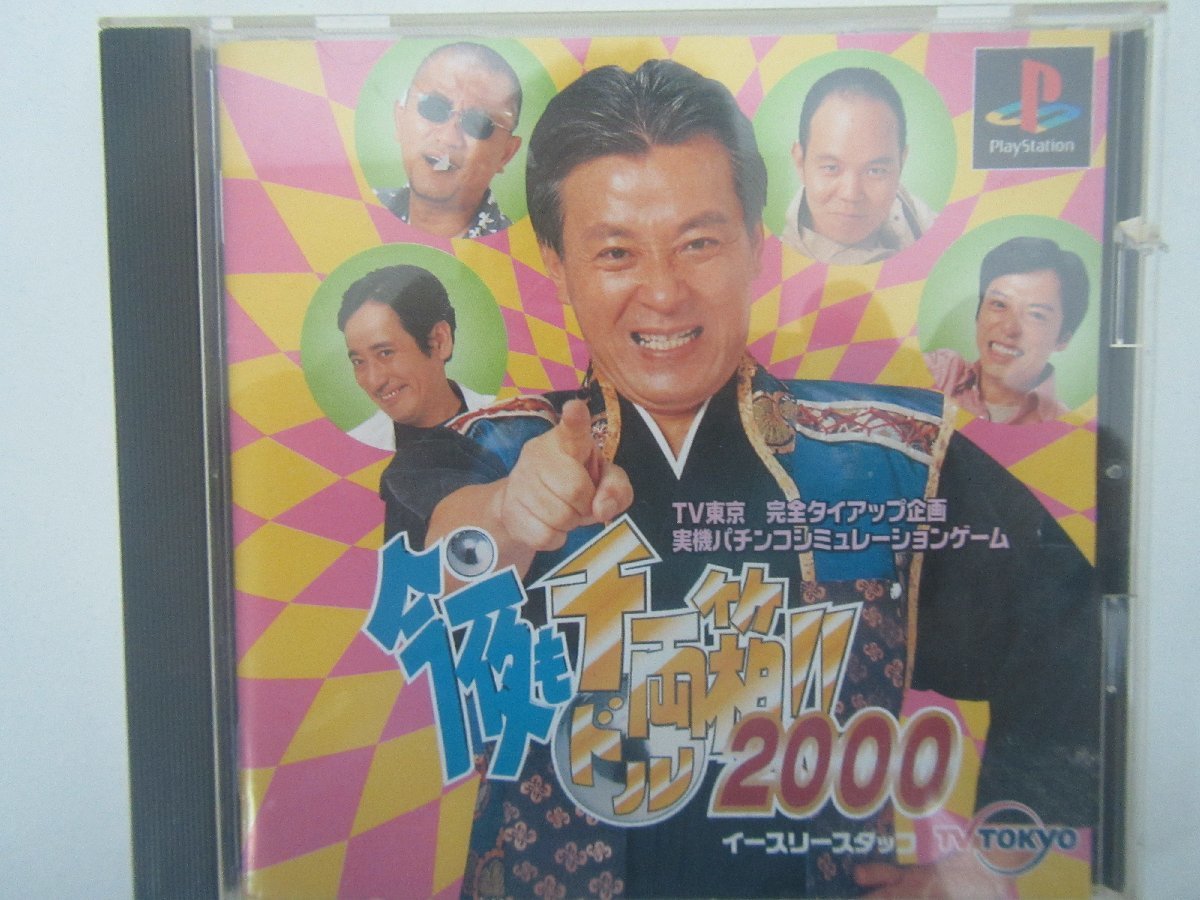 PlayStation
TV東京 完全タイアップ企画
実機パチンコシミュレーションゲーム
今夜もドル
千両箱!!
2000
イースリースタッフ
TV TOKYO